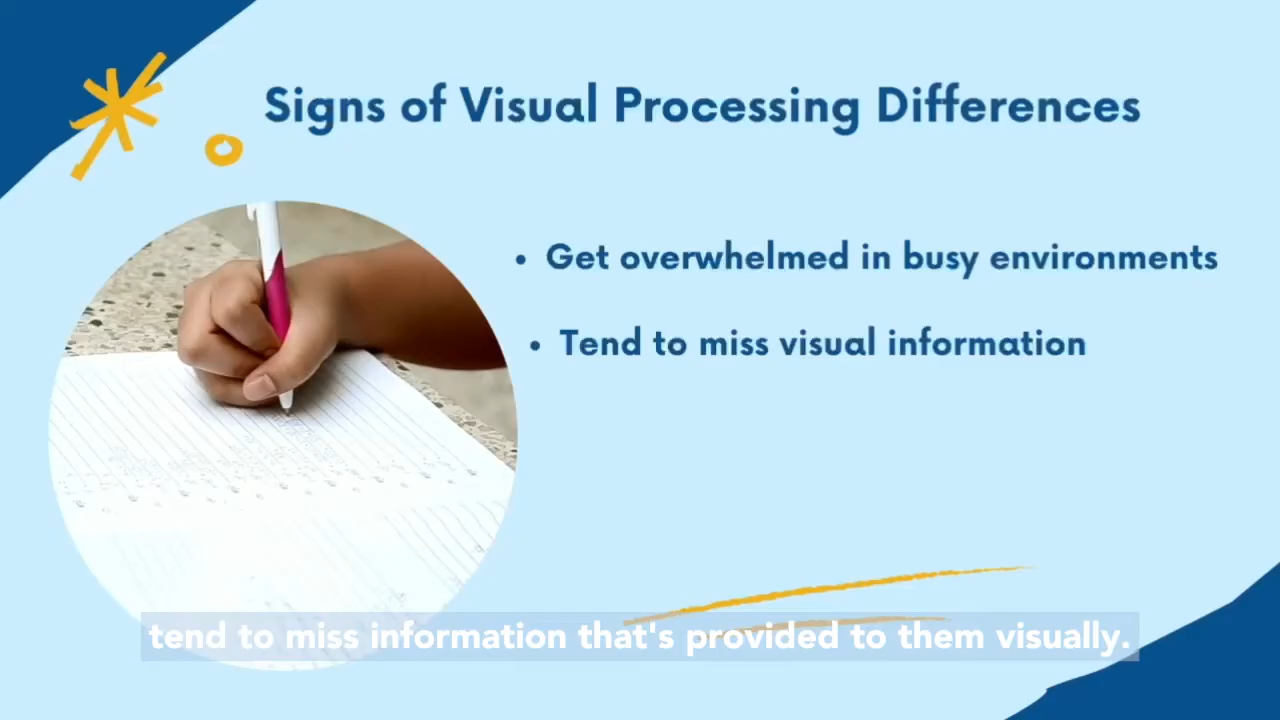 Signs of Visual Processing Differences
• Get overwhelmed in busy environments
• Tend to miss visual information
tend to miss information that's provided to them visually.